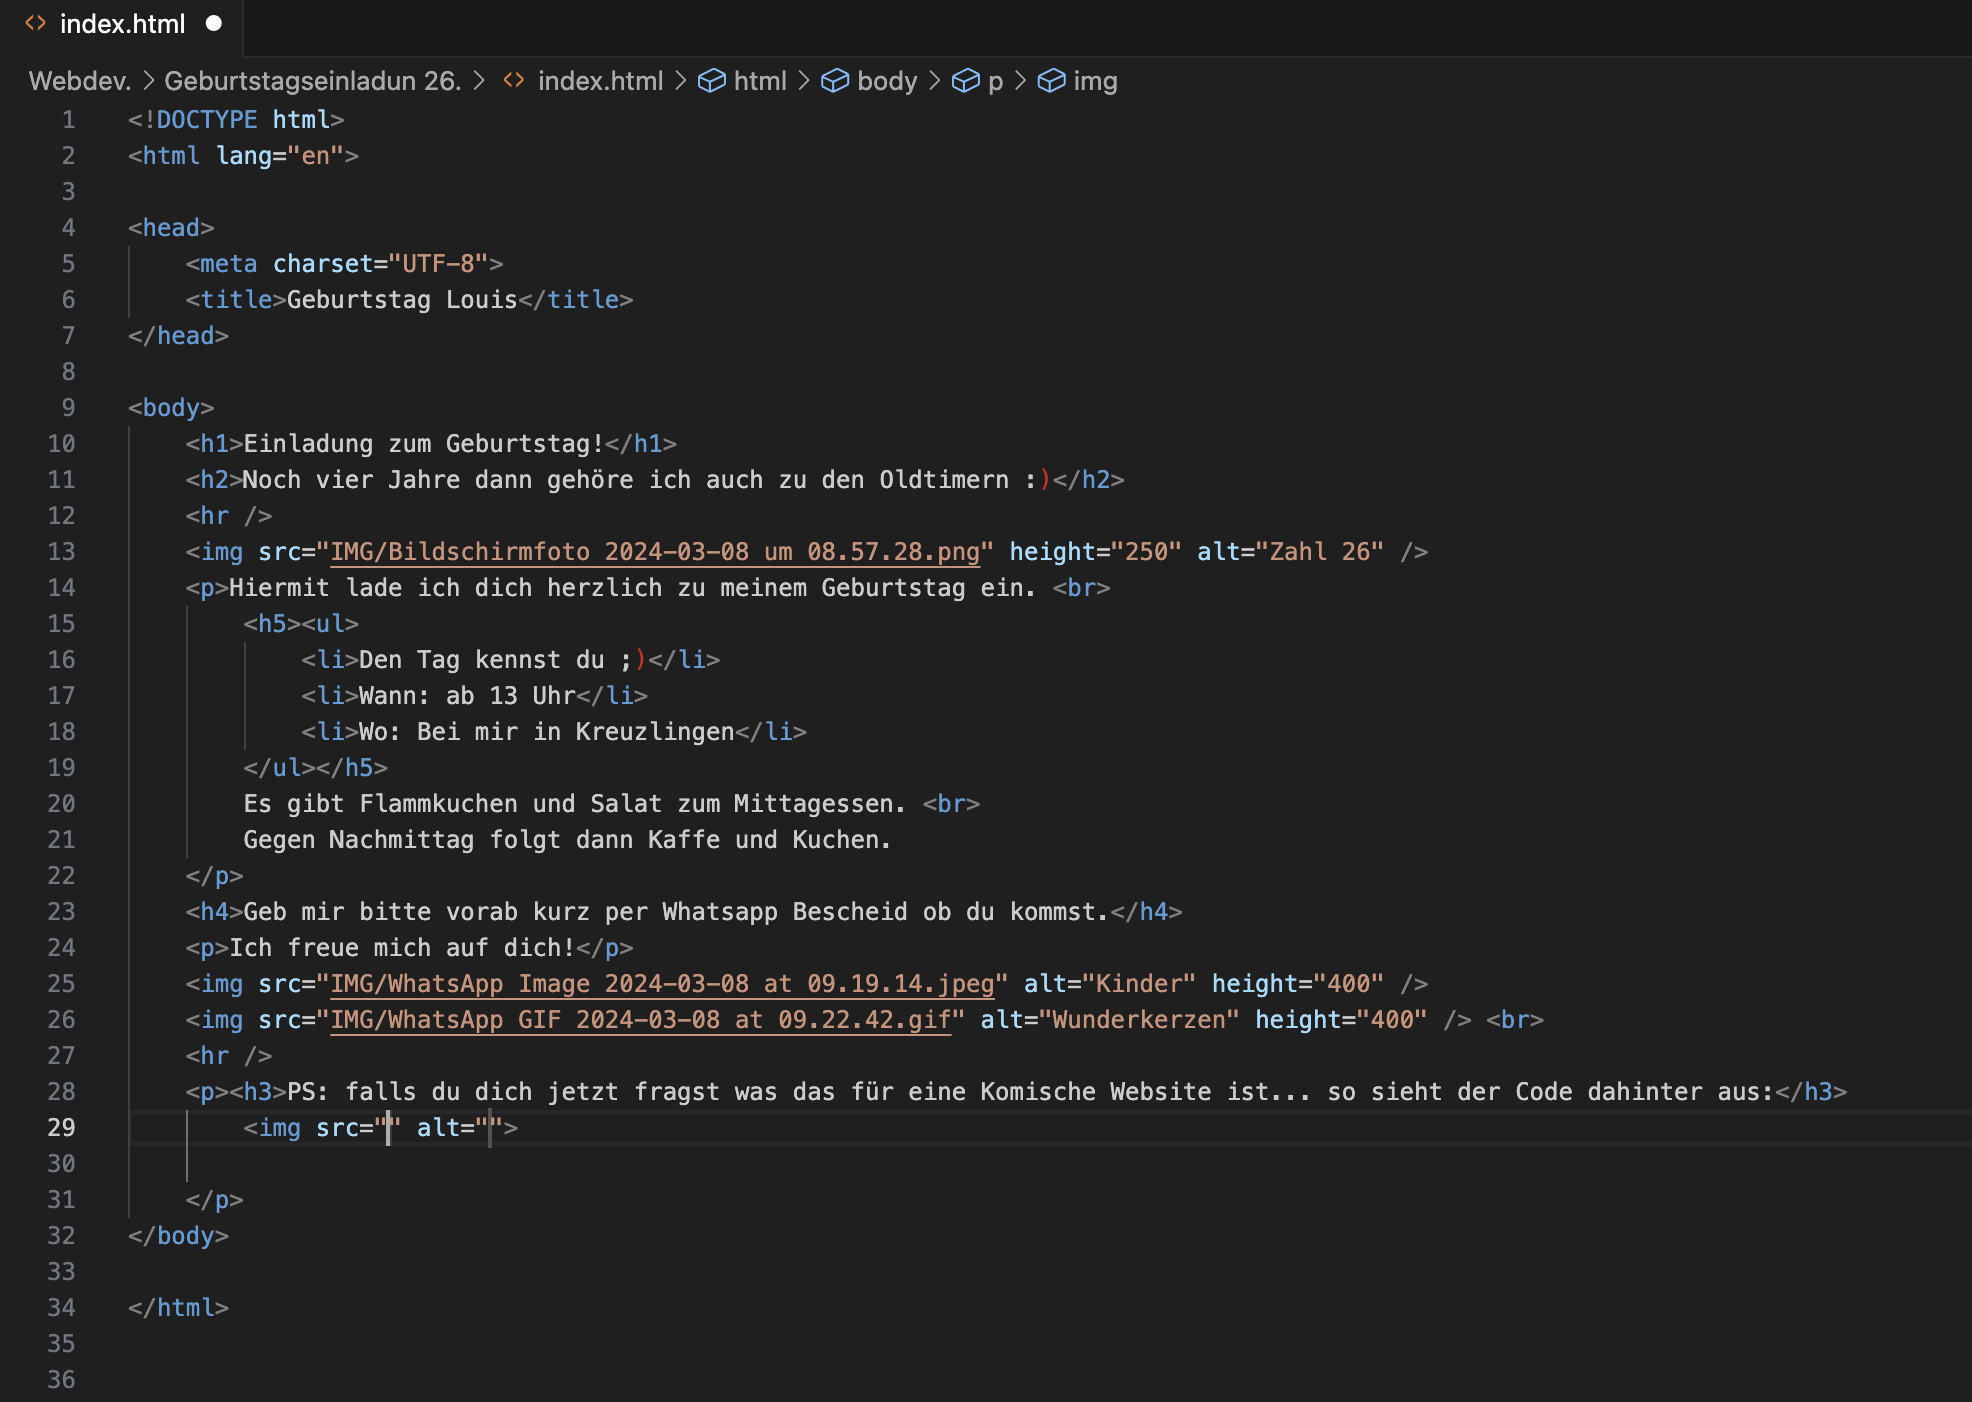 index.html
Webdev. > Geburtstagseinladun 26. > index.html > html > body > p > img
1 <!DOCTYPE html>
2 <html lang="en">
3
4 <head>
5     <meta charset="UTF-8">
6     <title>Geburtstag Louis</title>
7 </head>
8
9 <body>
10     <h1>Einladung zum Geburtstag!</h1>
11     <h2>Noch vier Jahre dann gehöre ich auch zu den Oldtimern :)</h2>
12     <hr />
13     <img src="IMG/Bildschirmfoto 2024-03-08 um 08.57.28.png" height="250" alt="Zahl 26" />
14     <p>Hiermit lade ich dich herzlich zu meinem Geburtstag ein. <br>
15         <h5><ul>
16             <li>Den Tag kennst du ;)</li>
17             <li>Wann: ab 13 Uhr</li>
18             <li>Wo: Bei mir in Kreuzlingen</li>
19         </ul></h5>
20         Es gibt Flammkuchen und Salat zum Mittagessen. <br>
21         Gegen Nachmittag folgt dann Kaffe und Kuchen.
22     </p>
23     <h4>Geb mir bitte vorab kurz per Whatsapp Bescheid ob du kommst.</h4>
24     <p>Ich freue mich auf dich!</p>
25     <img src="IMG/WhatsApp Image 2024-03-08 at 09.19.14.jpeg" alt="Kinder" height="400" />
26     <img src="IMG/WhatsApp GIF 2024-03-08 at 09.22.42.gif" alt="Wunderkerzen" height="400" /> <br>
27     <hr />
28     <p><h3>PS: falls du dich jetzt fragst was das für eine Komische Website ist... so sieht der Code dahinter aus:</h3>
29         <img src="" alt="">
30
31     </p>
32 </body>
33
34 </html>
35
36